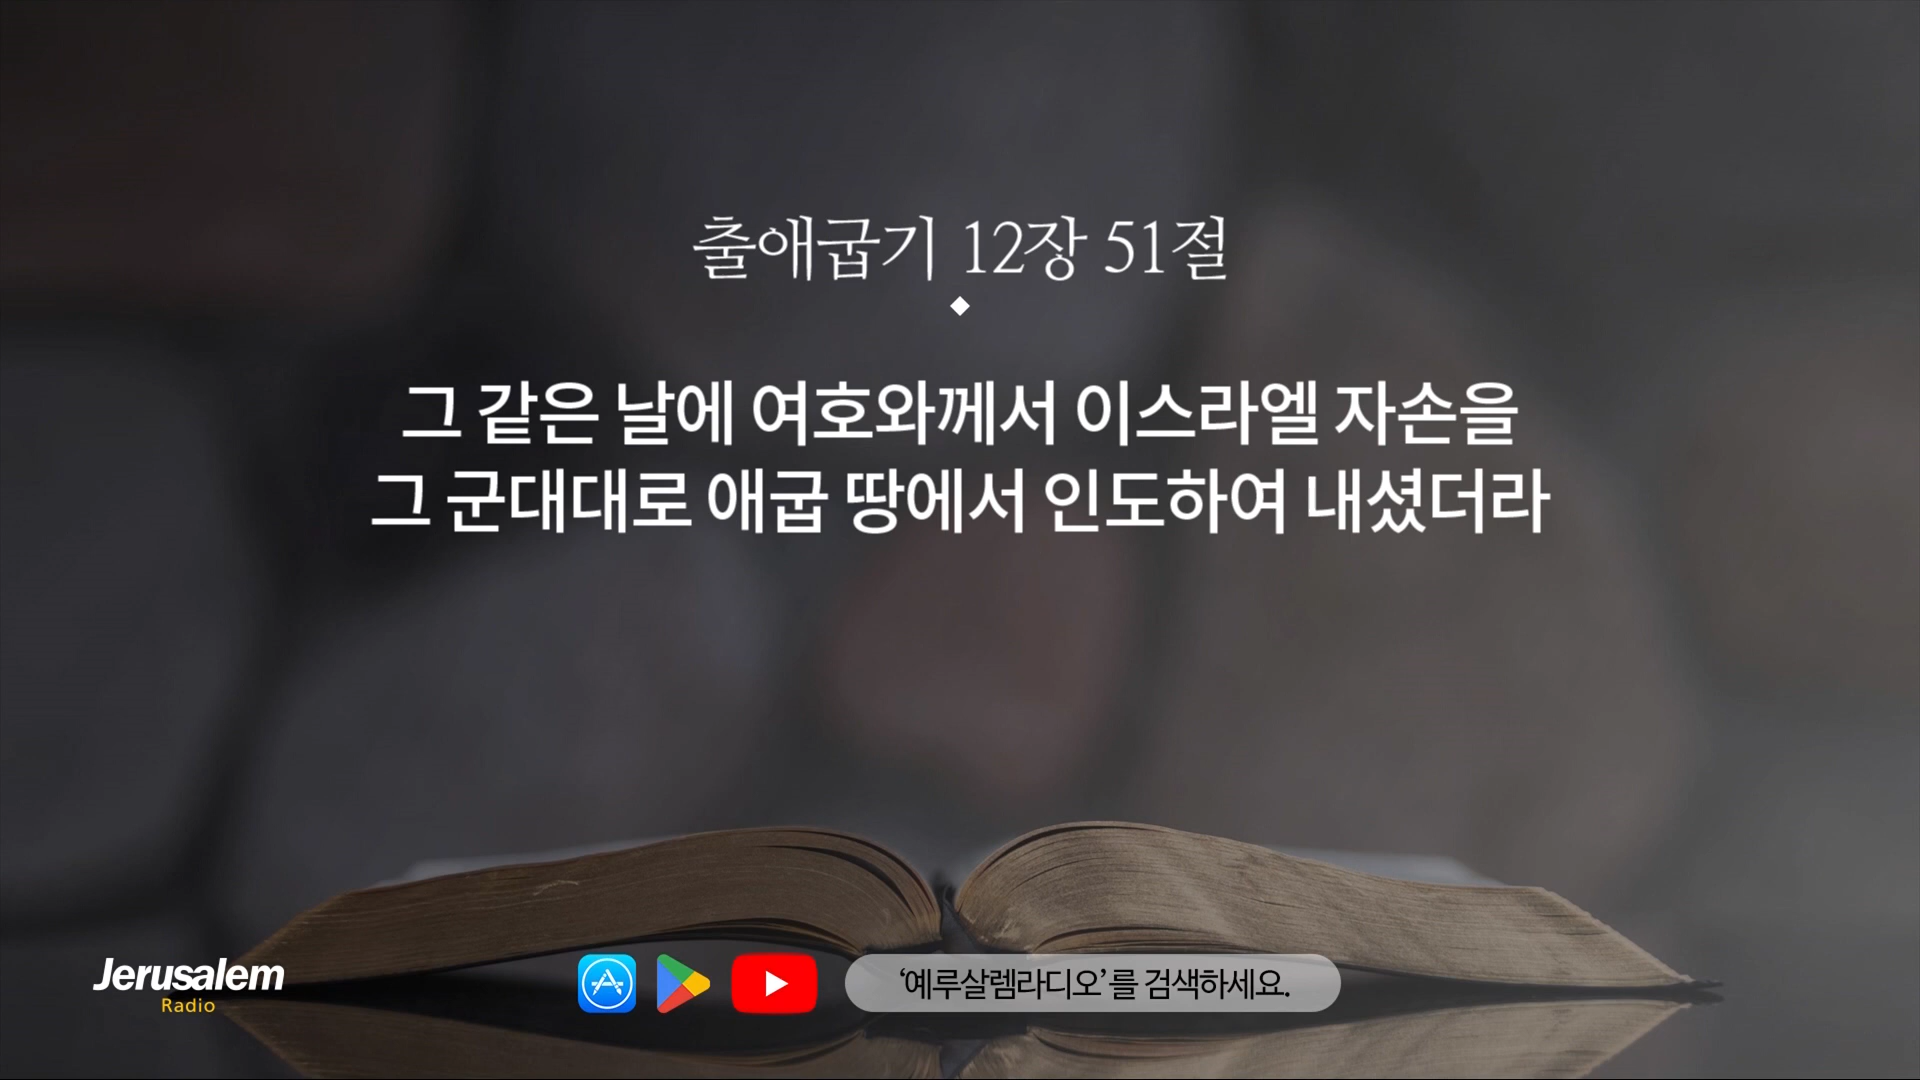 출애굽기 12장 51절
그 같은 날에 여호와께서 이스라엘 자손을
그 군대대로 애굽 땅에서 인도하여 내셨더라
Jerusalem
Radio
‘예루살렘라디오’를 검색하세요.